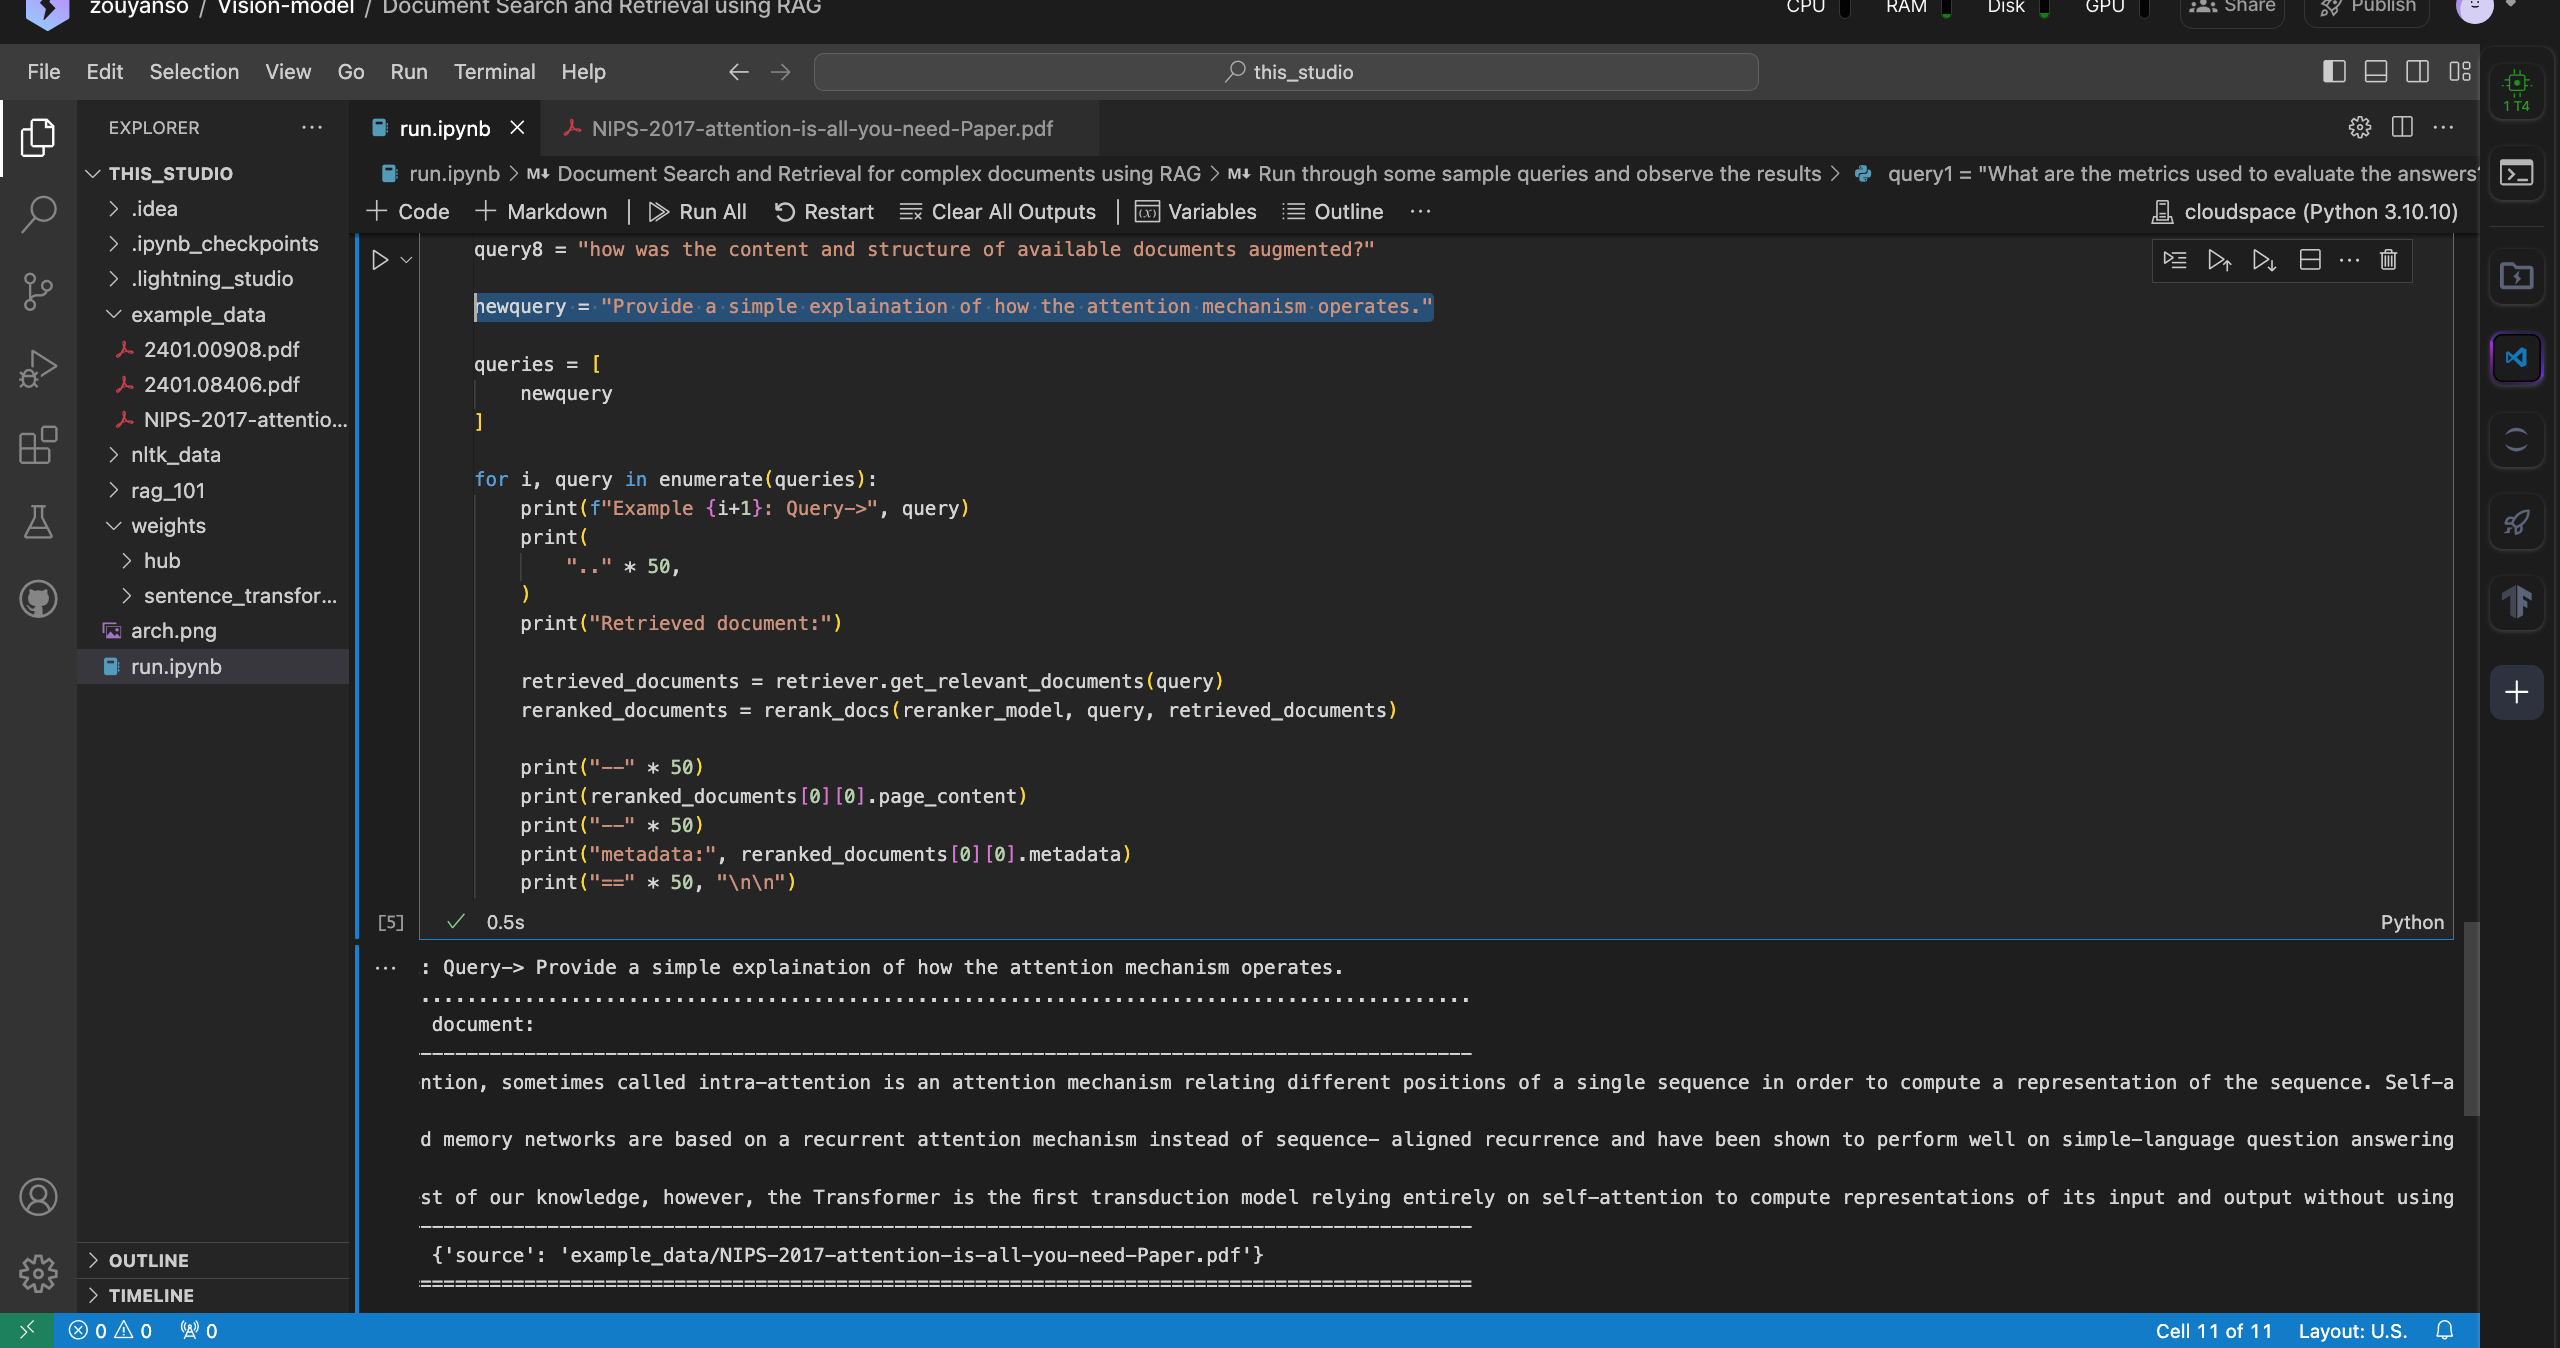 zouyanso / Vision-model / Document Search and Retrieval using RAG
CPU RAM Disk GPU Share Publish
File Edit Selection View Go Run Terminal Help
this_studio
1 T4
EXPLORER
THIS_STUDIO
.idea
.ipynb_checkpoints
.lightning_studio
example_data
2401.00908.pdf
2401.08406.pdf
NIPS-2017-attentio...
nltk_data
rag_101
weights
hub
sentence_transfor...
arch.png
run.ipynb
OUTLINE
TIMELINE
run.ipynb
NIPS-2017-attention-is-all-you-need-Paper.pdf
run.ipynb > M↓ Document Search and Retrieval for complex documents using RAG > M↓ Run through some sample queries and observe the results > query1 = "What are the metrics used to evaluate the answers?
+ Code + Markdown | Run All Restart Clear All Outputs | Variables Outline ...
cloudspace (Python 3.10.10)
query8 = "how was the content and structure of available documents augmented?"
newquery = "Provide a simple explaination of how the attention mechanism operates."
queries = [
newquery
]
for i, query in enumerate(queries):
print(f"Example {i+1}: Query->", query)
print(
".." * 50,
)
print("Retrieved document:")
retrieved_documents = retriever.get_relevant_documents(query)
reranked_documents = rerank_docs(reranker_model, query, retrieved_documents)
print("--" * 50)
print(reranked_documents[0][0].page_content)
print("--" * 50)
print("metadata:", reranked_documents[0][0].metadata)
print("==" * 50, "\n\n")
[5] 0.5s
Python
: Query-> Provide a simple explaination of how the attention mechanism operates.
...........................................................................................
document:
-------------------------------------------------------------------------------------------
ntion, sometimes called intra-attention is an attention mechanism relating different positions of a single sequence in order to compute a representation of the sequence. Self-a
d memory networks are based on a recurrent attention mechanism instead of sequence- aligned recurrence and have been shown to perform well on simple-language question answering
st of our knowledge, however, the Transformer is the first transduction model relying entirely on self-attention to compute representations of its input and output without using
-------------------------------------------------------------------------------------------
{'source': 'example_data/NIPS-2017-attention-is-all-you-need-Paper.pdf'}
===========================================================================================
0 0 0
Cell 11 of 11 Layout: U.S.